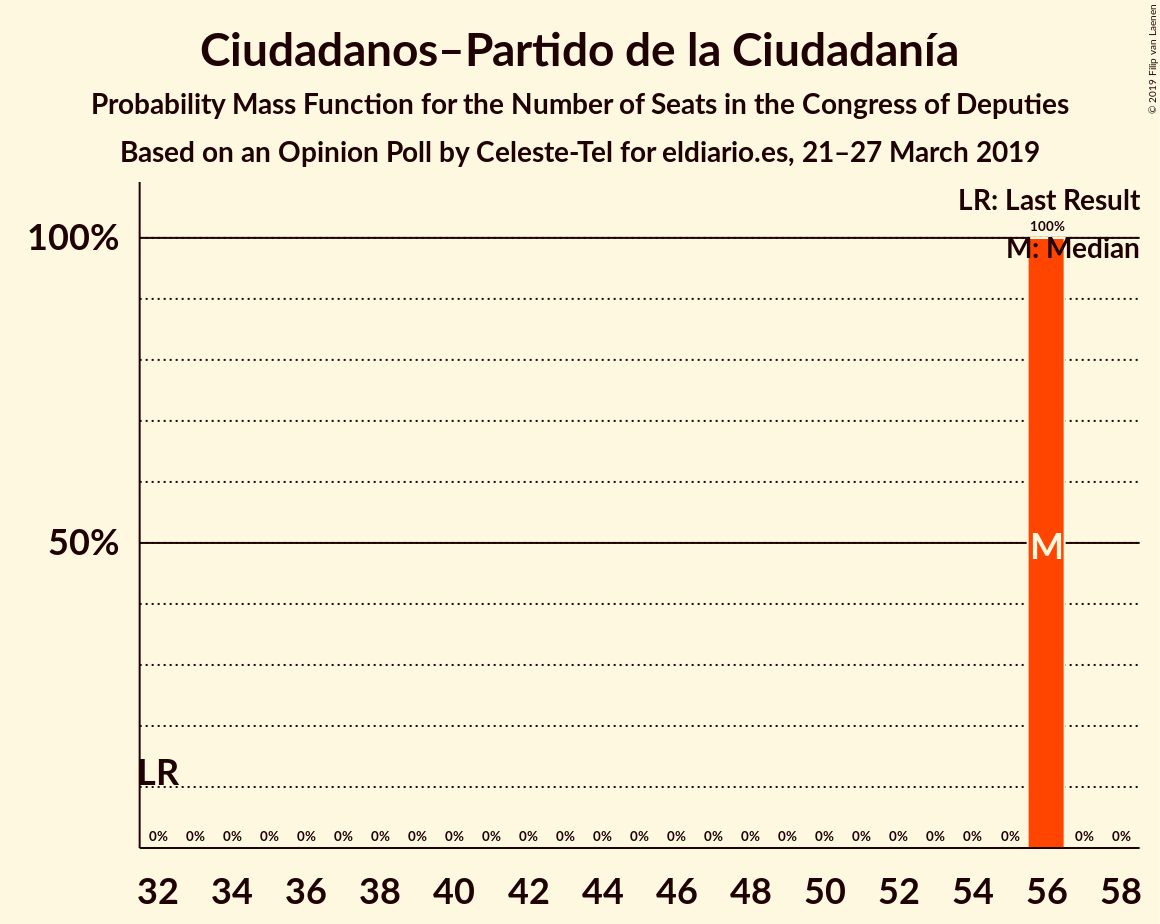 Ciudadanos–Partido de la Ciudadanía
Probability Mass Function for the Number of Seats in the Congress of Deputies
Based on an Opinion Poll by Celeste-Tel for eldiario.es, 21–27 March 2019
© 2019 Filip van Laenen
LR: Last Result
100%
M: Median
100%
50%
M
LR
0% 0% 0% 0% 0% 0% 0% 0% 0% 0% 0% 0% 0% 0% 0% 0% 0% 0% 0% 0% 0% 0% 0% 0% 0% 0%
32 34 36 38 40 42 44 46 48 50 52 54 56 58